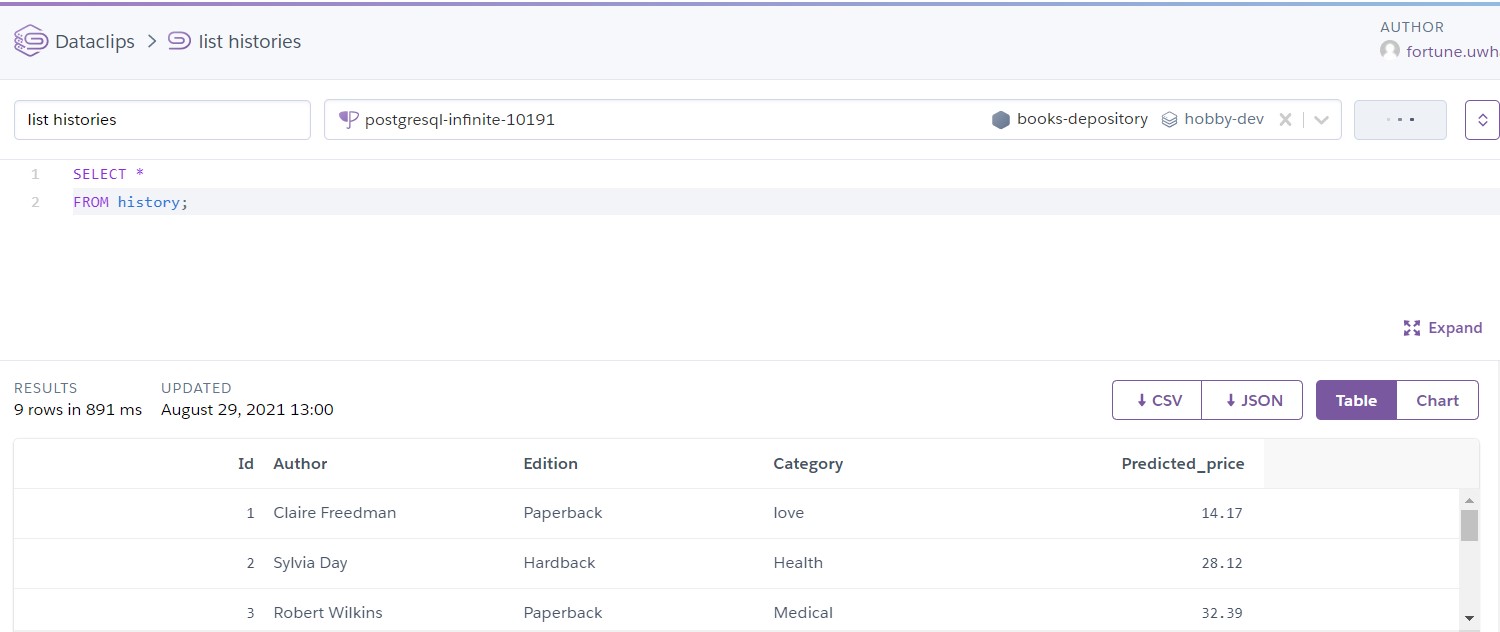 Dataclips > list histories
AUTHOR
fortune.uwh
list histories
postgresql-infinite-10191 books-depository hobby-dev
1 SELECT *
2 FROM history;
Expand
RESULTS UPDATED
9 rows in 891 ms August 29, 2021 13:00
CSV JSON Table Chart
Id Author Edition Category Predicted_price
1 Claire Freedman Paperback love 14.17
2 Sylvia Day Hardback Health 28.12
3 Robert Wilkins Paperback Medical 32.39